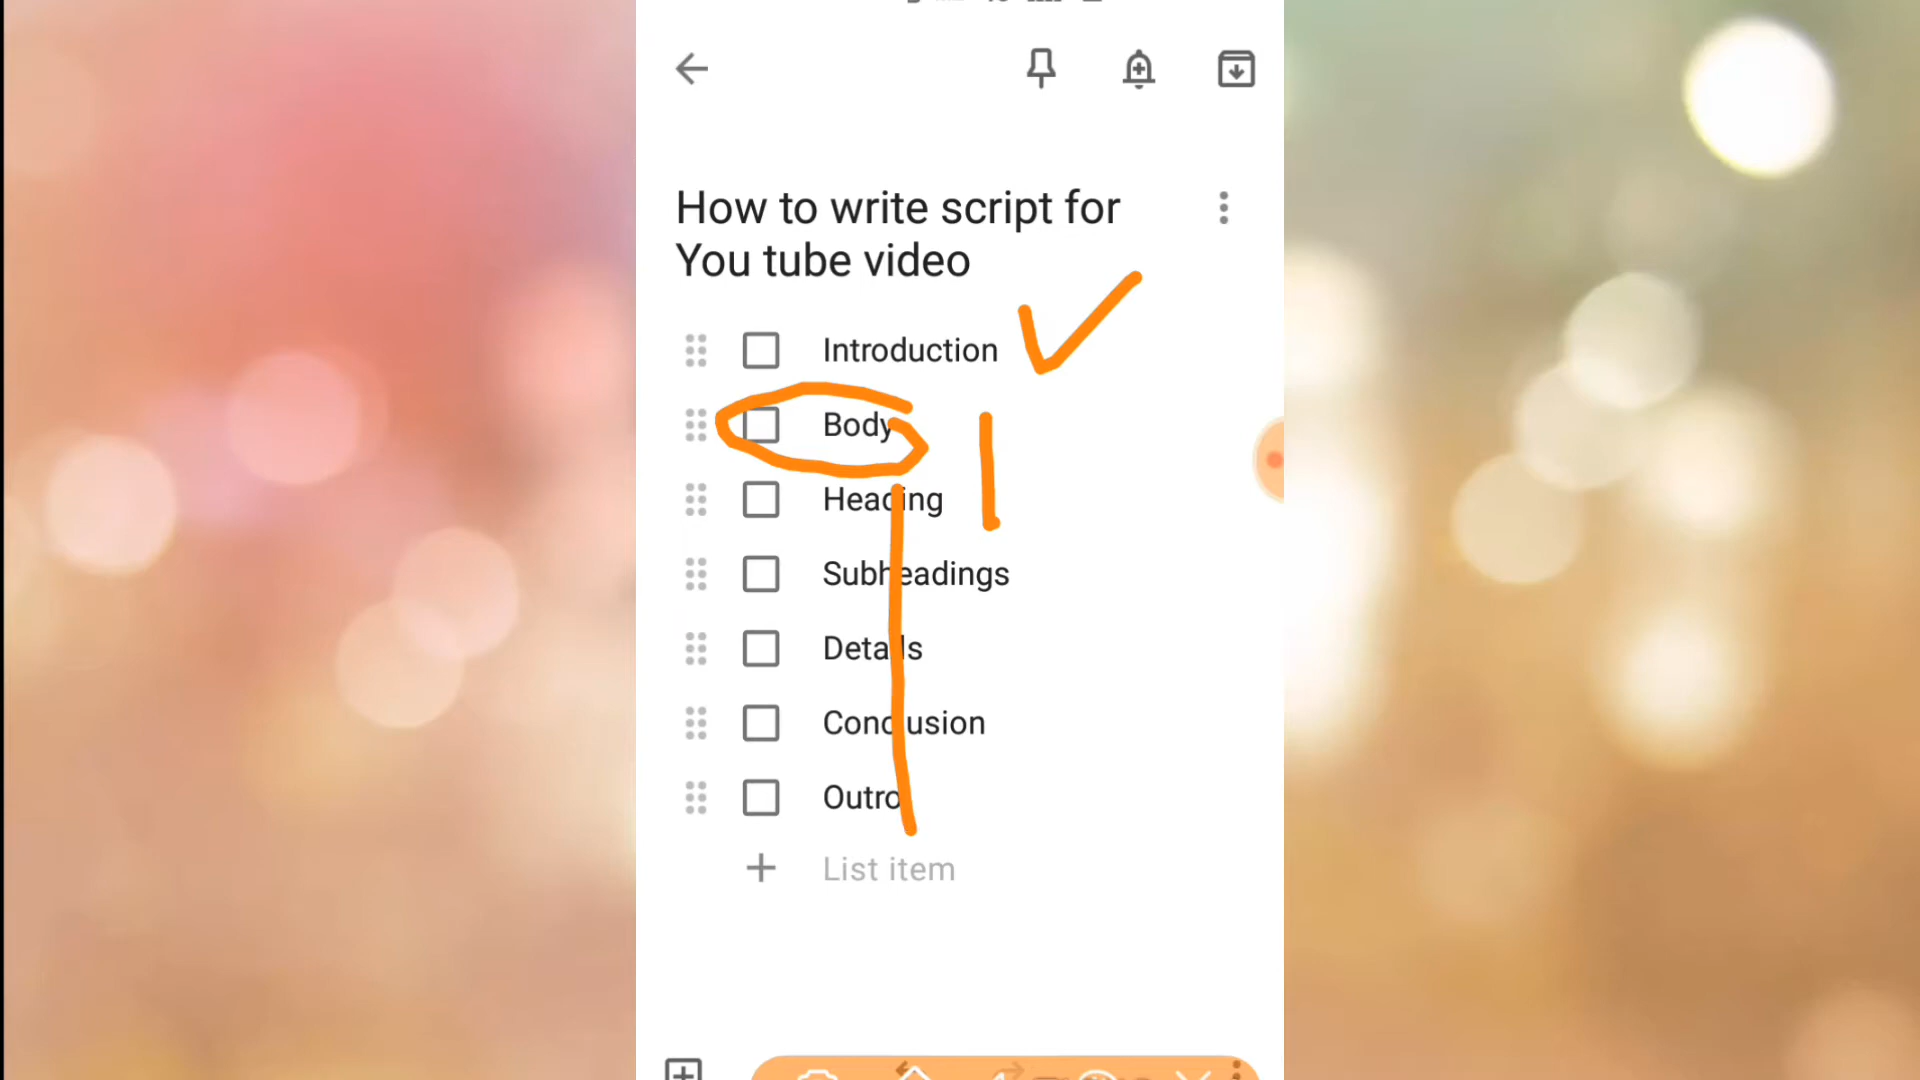 How to write script for
You tube video
Introduction
Body
Heading
Subheadings
Details
Conclusion
Outro
List item